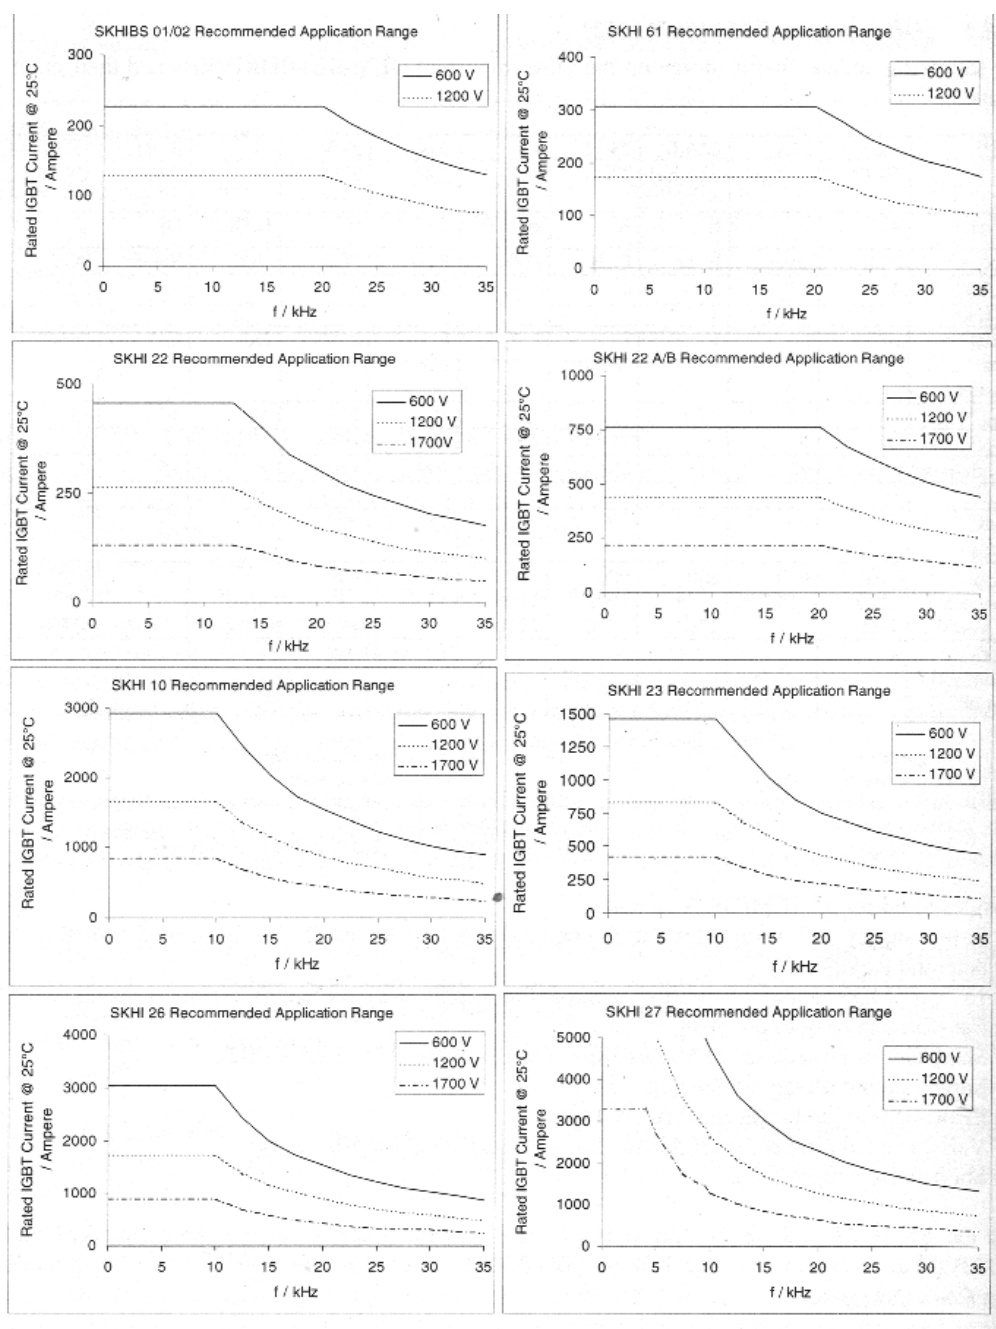 SKHIBS 01/02 Recommended Application Range
Rated IGBT Current @ 25°C
/ Ampere
300
200
100
0
600 V
1200 V
0 5 10 15 20 25 30 35
f / kHz
SKHI 61 Recommended Application Range
Rated IGBT Current @ 25°C
/ Ampere
400
300
200
100
0
600 V
1200 V
0 5 10 15 20 25 30 35
f / kHz
SKHI 22 Recommended Application Range
Rated IGBT Current @ 25°C
/ Ampere
500
250
0
600 V
1200 V
1700V
0 5 10 15 20 25 30 35
f / kHz
SKHI 22 A/B Recommended Application Range
Rated IGBT Current @ 25°C
/ Ampere
1000
750
500
250
0
600 V
1200 V
1700 V
0 5 10 15 20 25 30 35
f / kHz
SKHI 10 Recommended Application Range
Rated IGBT Current @ 25°C
/ Ampere
3000
2000
1000
0
600 V
1200 V
1700 V
0 5 10 15 20 25 30 35
f / kHz
SKHI 23 Recommended Application Range
Rated IGBT Current @ 25°C
/ Ampere
1500
1250
1000
750
500
250
0
600 V
1200 V
1700 V
0 5 10 15 20 25 30 35
f / kHz
SKHI 26 Recommended Application Range
Rated IGBT Current @ 25°C
/ Ampere
4000
3000
2000
1000
0
600 V
1200 V
1700 V
0 5 10 15 20 25 30 35
f / kHz
SKHI 27 Recommended Application Range
Rated IGBT Current @ 25°C
/ Ampere
5000
4000
3000
2000
1000
0
600 V
1200 V
1700 V
0 5 10 15 20 25 30 35
f / kHz